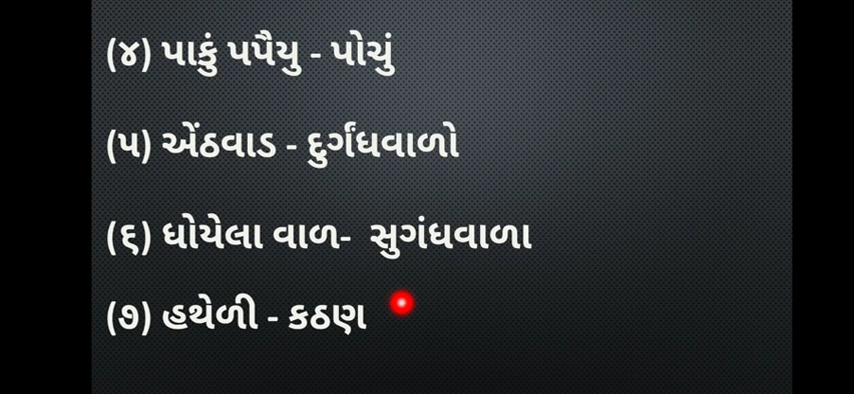 (૪) પાકું પપૈયુ - પોચું
(૫) એંઠવાડ - દુર્ગંધવાળો
(૬) ધોયેલા વાળ- સુગંધવાળા
(૭) હથેળી - કઠણ